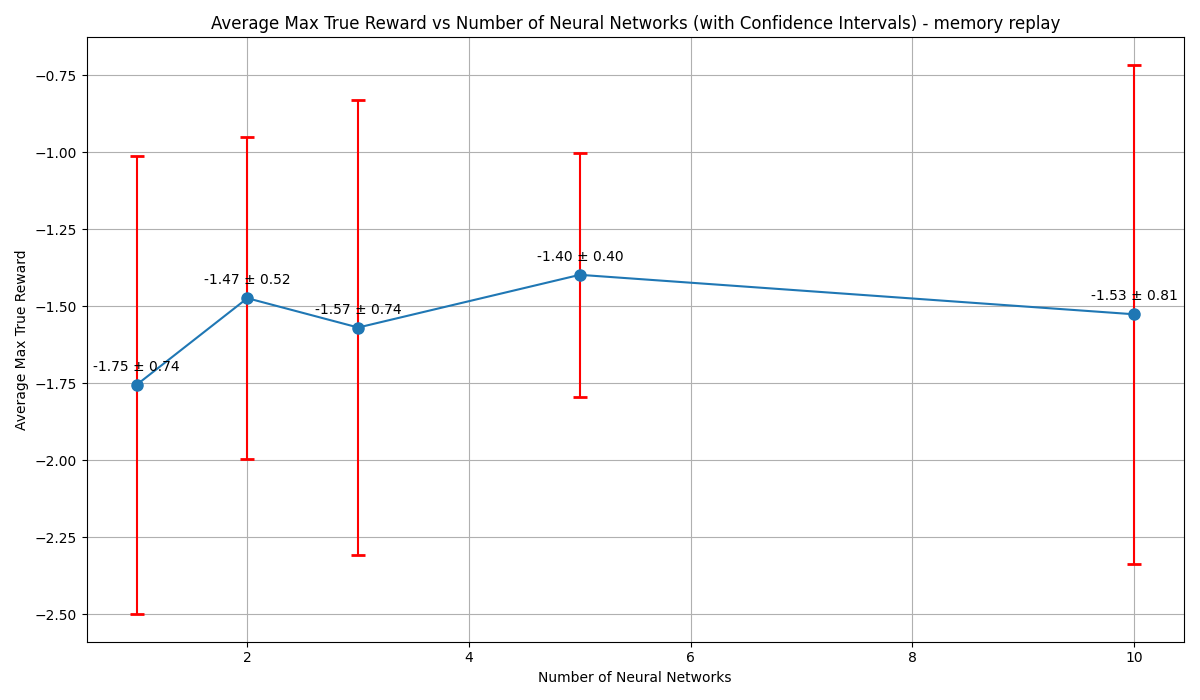 Average Max True Reward vs Number of Neural Networks (with Confidence Intervals) - memory replay
Average Max True Reward
−0.75
−1.00
−1.25
−1.50
−1.75
−2.00
−2.25
−2.50
-1.75 ± 0.74
-1.47 ± 0.52
-1.57 ± 0.74
-1.40 ± 0.40
-1.53 ± 0.81
2
4
6
8
10
Number of Neural Networks